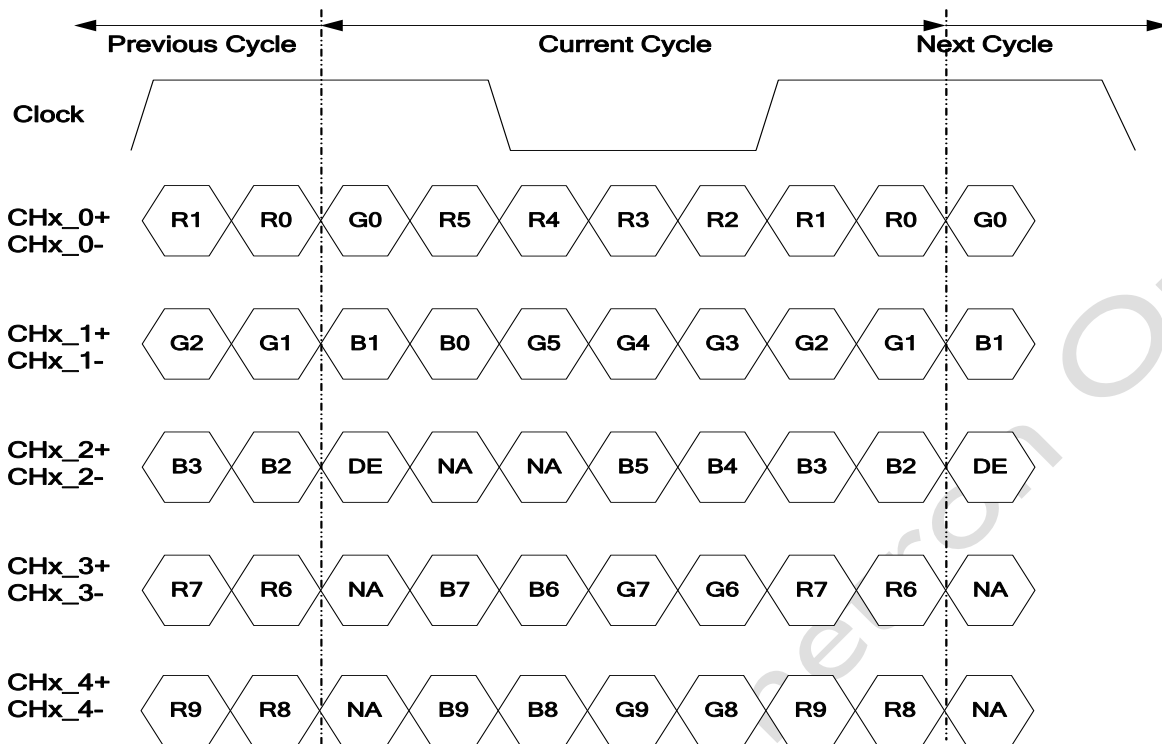 Previous Cycle Current Cycle Next Cycle
Clock
CHx_0+
CHx_0-
R1 R0 G0 R5 R4 R3 R2 R1 R0 G0
CHx_1+
CHx_1-
G2 G1 B1 B0 G5 G4 G3 G2 G1 B1
CHx_2+
CHx_2-
B3 B2 DE NA NA B5 B4 B3 B2 DE
CHx_3+
CHx_3-
R7 R6 NA B7 B6 G7 G6 R7 R6 NA
CHx_4+
CHx_4-
R9 R8 NA B9 B8 G9 G8 R9 R8 NA